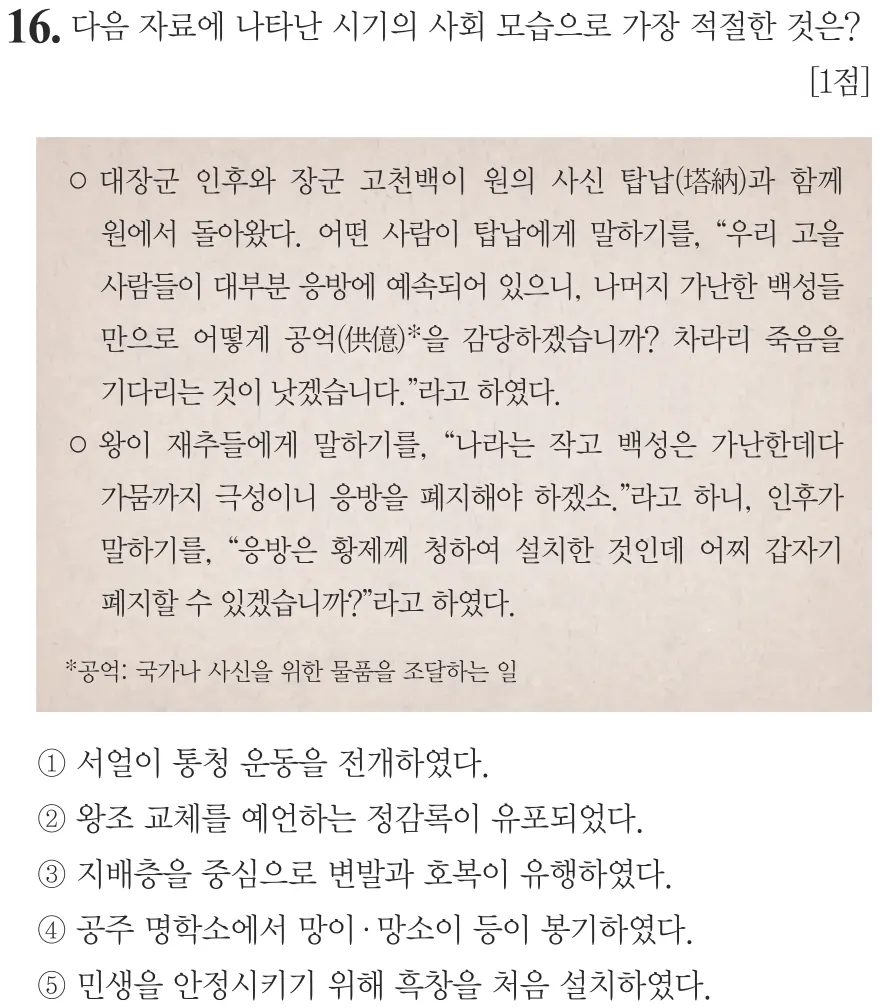 16. 다음 자료에 나타난 시기의 사회 모습으로 가장 적절한 것은?
[1점]
○ 대장군 인후와 장군 고천백이 원의 사신 탑납(塔納)과 함께
원에서 돌아왔다. 어떤 사람이 탑납에게 말하기를, “우리 고을
사람들이 대부분 응방에 예속되어 있으니, 나머지 가난한 백성들
만으로 어떻게 공억(供億)*을 감당하겠습니까? 차라리 죽음을
기다리는 것이 낫겠습니다.”라고 하였다.
○ 왕이 재추들에게 말하기를, “나라는 작고 백성은 가난한데다
가뭄까지 극성이니 응방을 폐지해야 하겠소.”라고 하니, 인후가
말하기를, “응방은 황제께 청하여 설치한 것인데 어찌 갑자기
폐지할 수 있겠습니까?”라고 하였다.
*공억: 국가나 사신을 위한 물품을 조달하는 일
① 서얼이 통청 운동을 전개하였다.
② 왕조 교체를 예언하는 정감록이 유포되었다.
③ 지배층을 중심으로 변발과 호복이 유행하였다.
④ 공주 명학소에서 망이·망소이 등이 봉기하였다.
⑤ 민생을 안정시키기 위해 흑창을 처음 설치하였다.